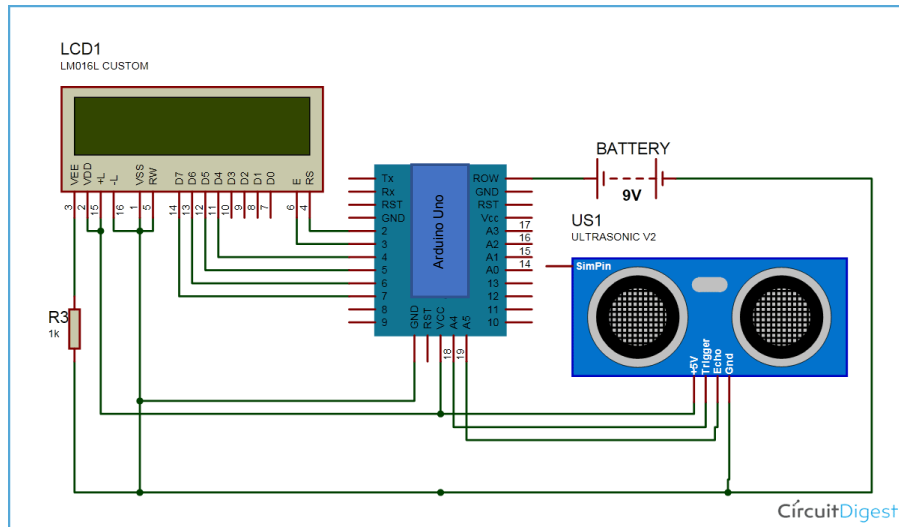 LCD1
LM016L CUSTOM
VEE VDD +L -L VSS RW D7 D6 D5 D4 D3 D2 D1 D0 E RS
3 2 15 16 1 5 14 13 12 11 10 9 8 7 6 4
R3
1k
Arduino Uno
Tx
Rx
RST
GND
2
3
4
5
6
7
8
9
ROW
GND
RST
Vcc
A3 17
A2 16
A1 15
A0 14
13
12
11
10
GND RST VCC A4 A5
18 19
BATTERY
9V
US1
ULTRASONIC V2
SimPin
+5V Trigger Echo Gnd
CírcuitDigest